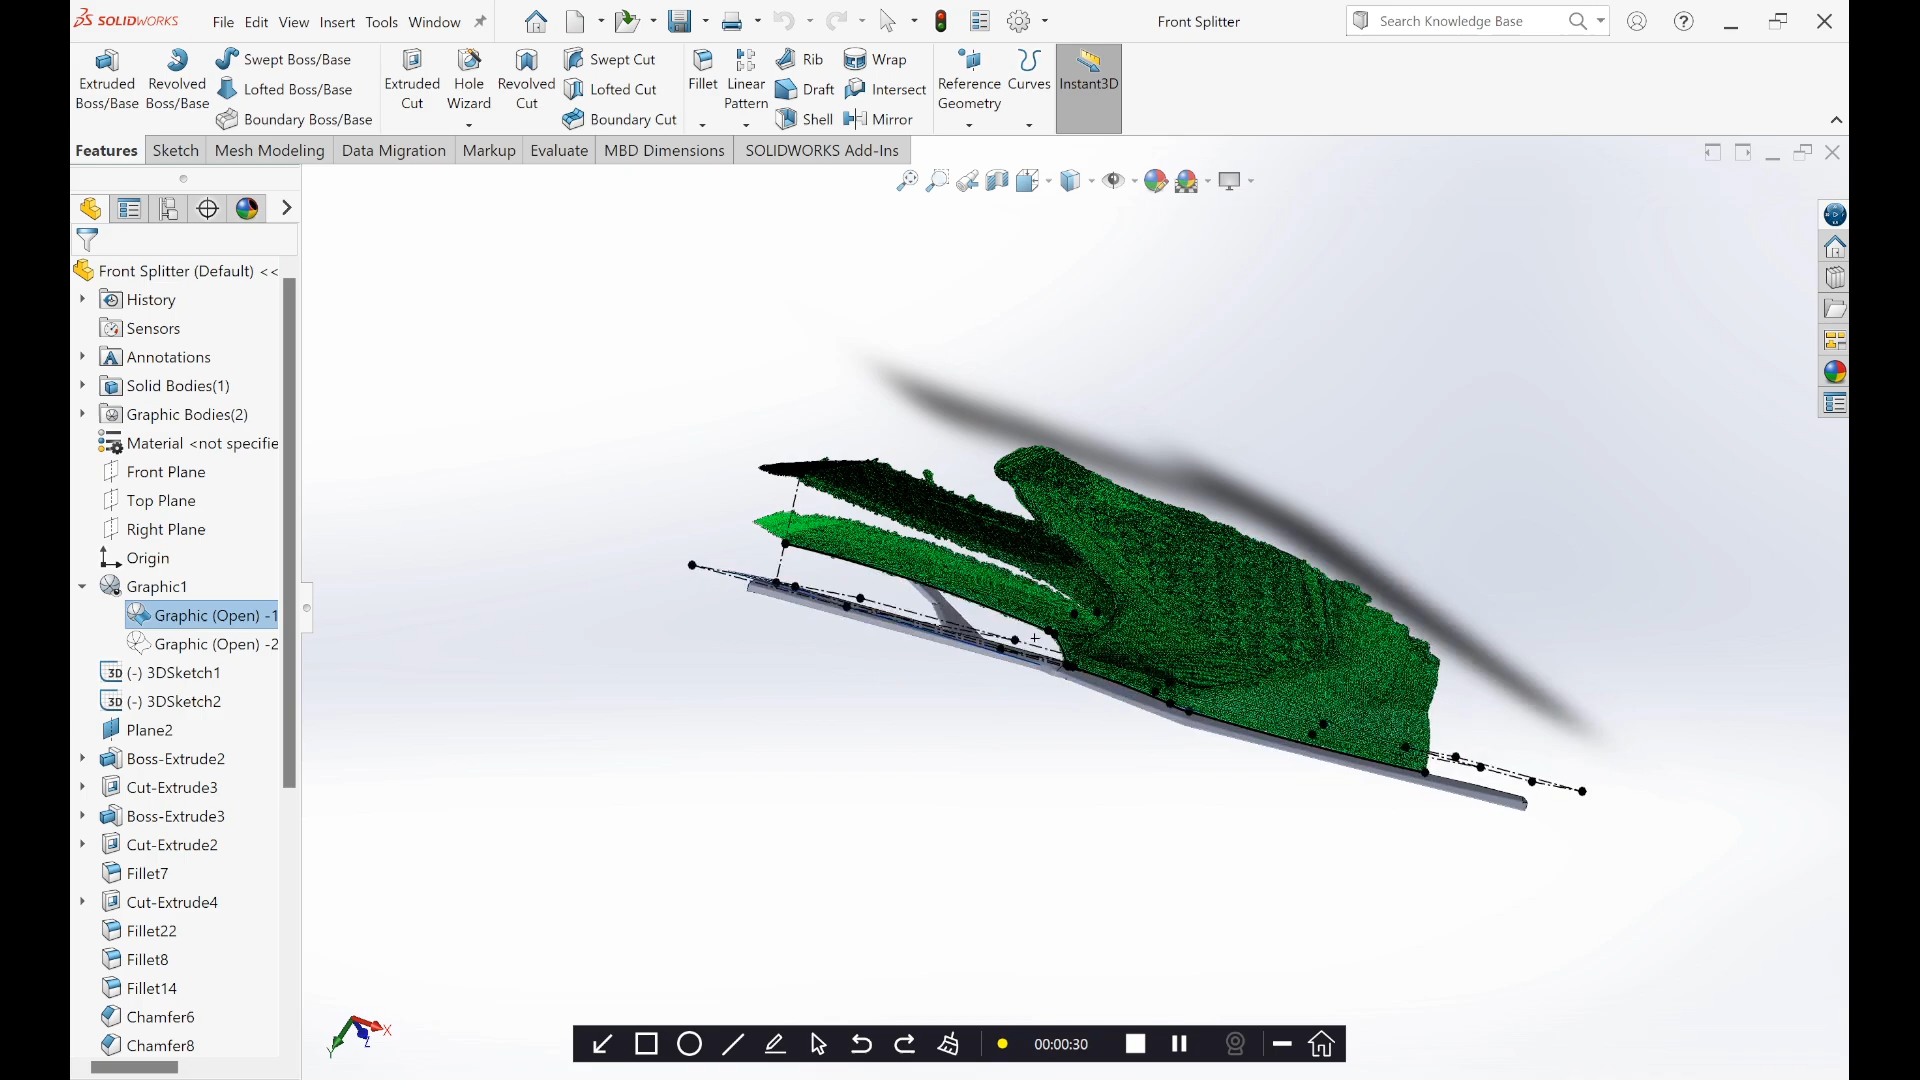 SOLIDWORKS
File Edit View Insert Tools Window
Front Splitter
Search Knowledge Base
Extruded Boss/Base
Revolved Boss/Base
Swept Boss/Base
Lofted Boss/Base
Boundary Boss/Base
Extruded Cut
Hole Wizard
Revolved Cut
Swept Cut
Lofted Cut
Boundary Cut
Fillet
Linear Pattern
Rib
Draft
Shell
Wrap
Intersect
Mirror
Reference Geometry
Curves
Instant3D
Features Sketch Mesh Modeling Data Migration Markup Evaluate MBD Dimensions SOLIDWORKS Add-Ins
Front Splitter (Default) <<
History
Sensors
Annotations
Solid Bodies(1)
Graphic Bodies(2)
Material <not specifie
Front Plane
Top Plane
Right Plane
Origin
Graphic1
Graphic (Open) -1
Graphic (Open) -2
3D (-) 3DSketch1
3D (-) 3DSketch2
Plane2
Boss-Extrude2
Cut-Extrude3
Boss-Extrude3
Cut-Extrude2
Fillet7
Cut-Extrude4
Fillet22
Fillet8
Fillet14
Chamfer6
Chamfer8
X
Y
Z
00:00:30